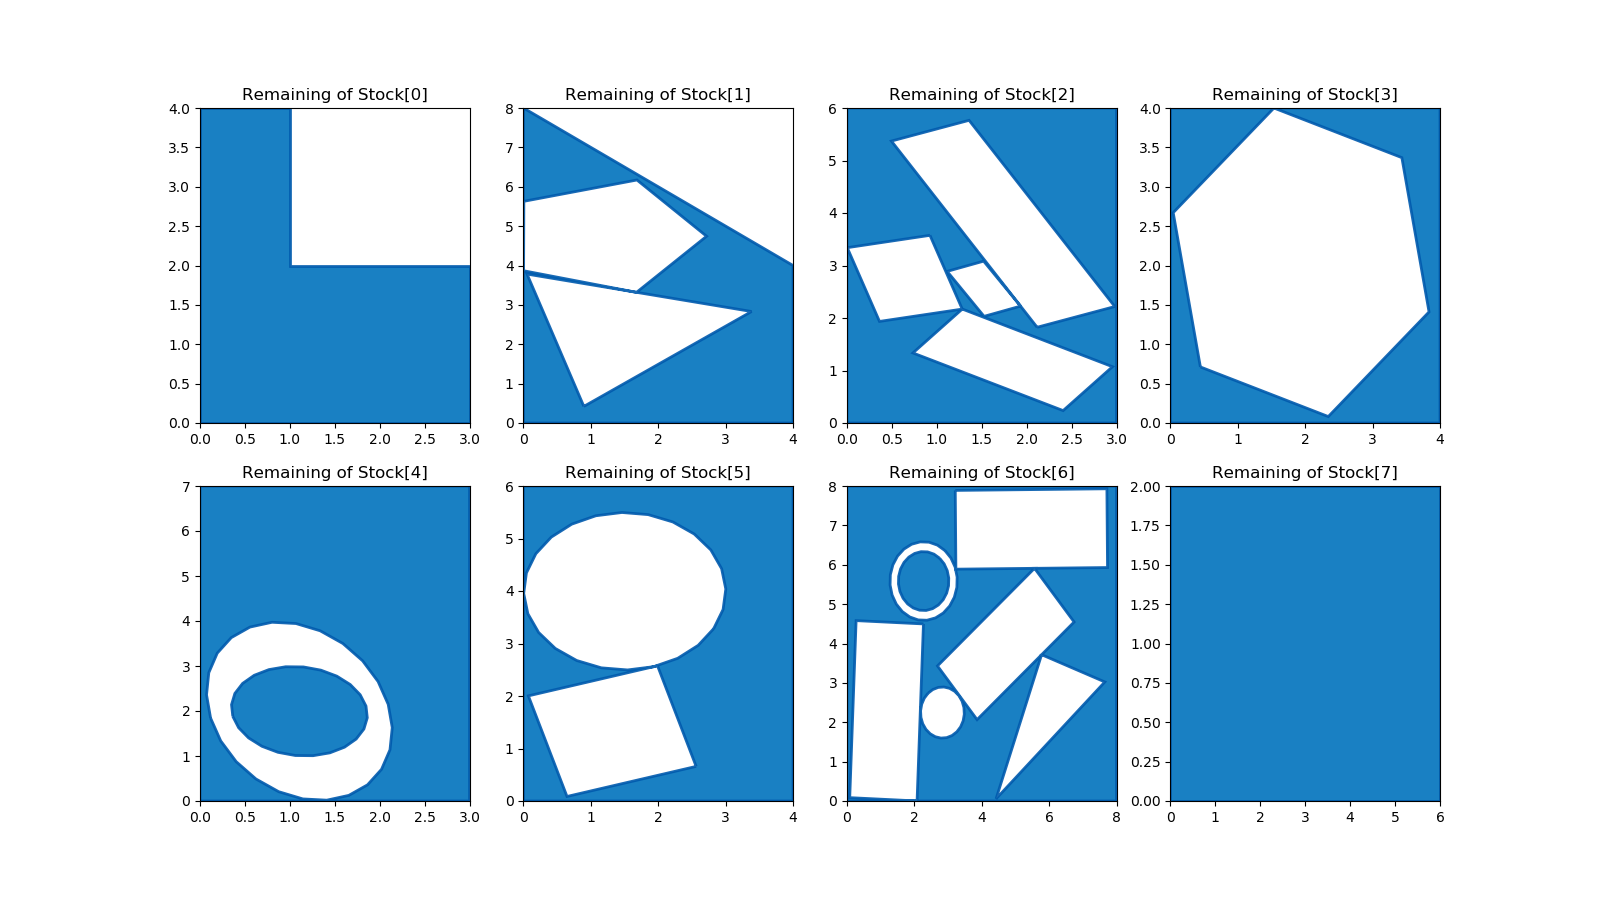 Remaining of Stock[0] Remaining of Stock[1] Remaining of Stock[2] Remaining of Stock[3]
4.0 8 6 4.0
3.5 7 5 3.5
3.0 6 4 3.0
2.5 5 3 2.5
2.0 4 2 2.0
1.5 3 1 1.5
1.0 2 0 1.0
0.5 1 0.5
0.0 0 0.0
0.0 0.5 1.0 1.5 2.0 2.5 3.0 0 1 2 3 4 0.0 0.5 1.0 1.5 2.0 2.5 3.0 0 1 2 3 4
Remaining of Stock[4] Remaining of Stock[5] Remaining of Stock[6] Remaining of Stock[7]
7 6 8 2.00
6 5 7 1.75
5 4 6 1.50
4 3 5 1.25
3 2 4 1.00
2 1 3 0.75
1 0 2 0.50
0 1 0.25
0 0.00
0.0 0.5 1.0 1.5 2.0 2.5 3.0 0 1 2 3 4 0 2 4 6 8 0 1 2 3 4 5 6